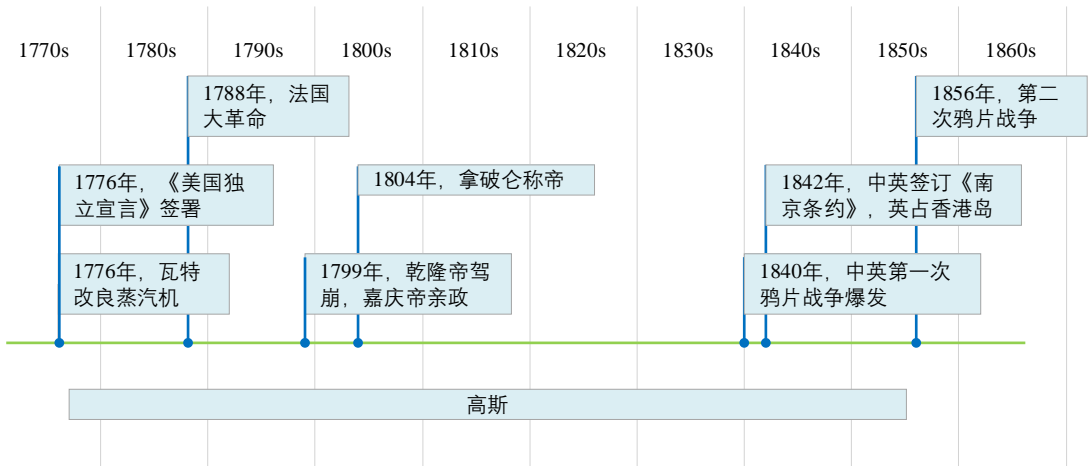 1770s 1780s 1790s 1800s 1810s 1820s 1830s 1840s 1850s 1860s
1788年，法国
大革命
1856年，第二
次鸦片战争
1776年，《美国独
立宣言》签署
1804年，拿破仑称帝
1842年，中英签订《南
京条约》，英占香港岛
1776年，瓦特
改良蒸汽机
1799年，乾隆帝驾
崩，嘉庆帝亲政
1840年，中英第一次
鸦片战争爆发
高斯